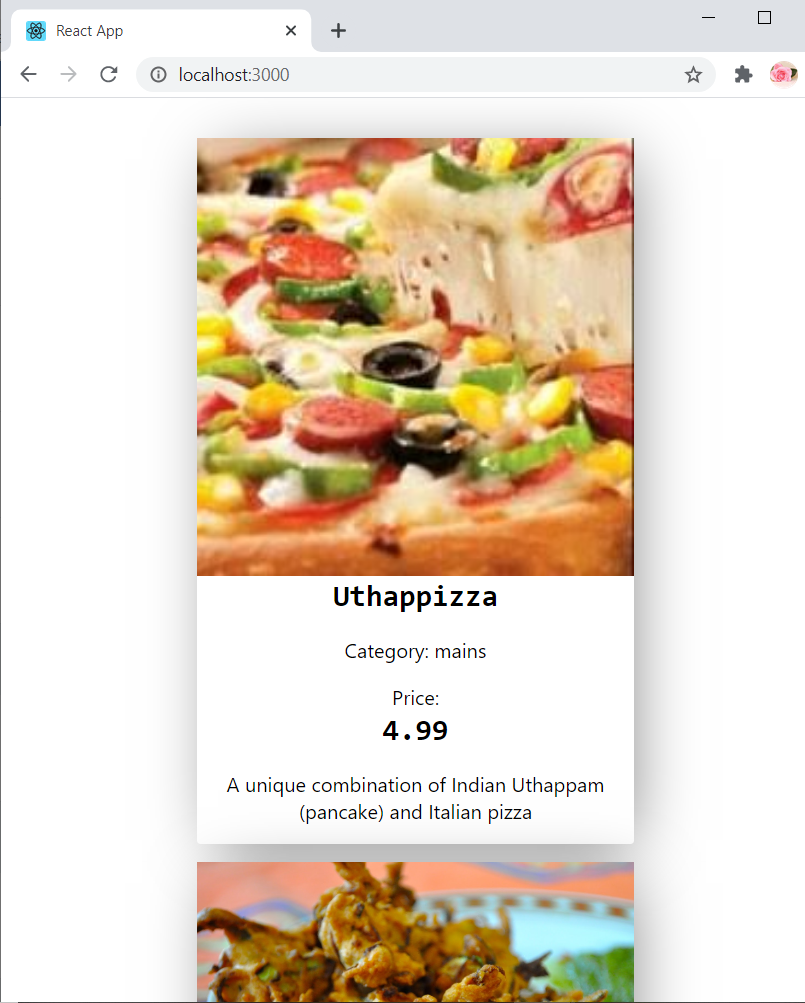 React App
localhost:3000
Uthappizza
Category: mains
Price:
4.99
A unique combination of Indian Uthappam
(pancake) and Italian pizza